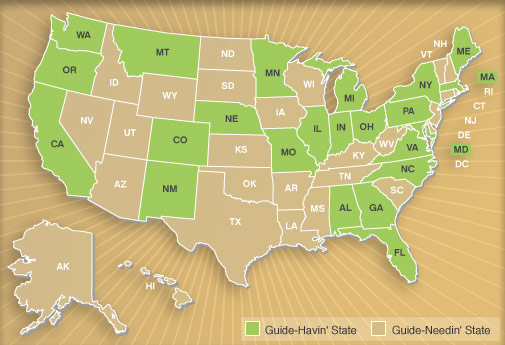 WA
MT
ND
MN
NH
VT
ME
OR
ID
SD
WI
MI
NY
MA
RI
WY
IA
PA
CT
NV
NE
IL
IN
OH
NJ
UT
CO
DE
CA
KS
MO
KY
WV
VA
MD
DC
AZ
NM
OK
AR
TN
NC
SC
TX
LA
MS
AL
GA
FL
AK
HI
Guide-Havin' State
Guide-Needin' State